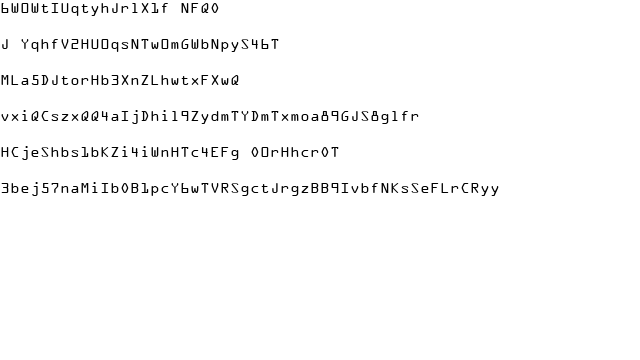 6WOWtIUqtyhJrlX1f NFQ0
J YqhfV2HUOqsNTwOmGWbNpyS46T
MLa5DJtorHb3XnZLhwtxFXwQ
vxiQCszxQQ4aIjDhil9ZydmTYDmTxmoa89GJS8glfr
HCjeShbs1bKZi4iWnHTc4EFg 0OrHhcr0T
3bej57naMiIb0B1pcY6wTVRSgctJrgzBB9IvbfNKsSeFLrCRyy